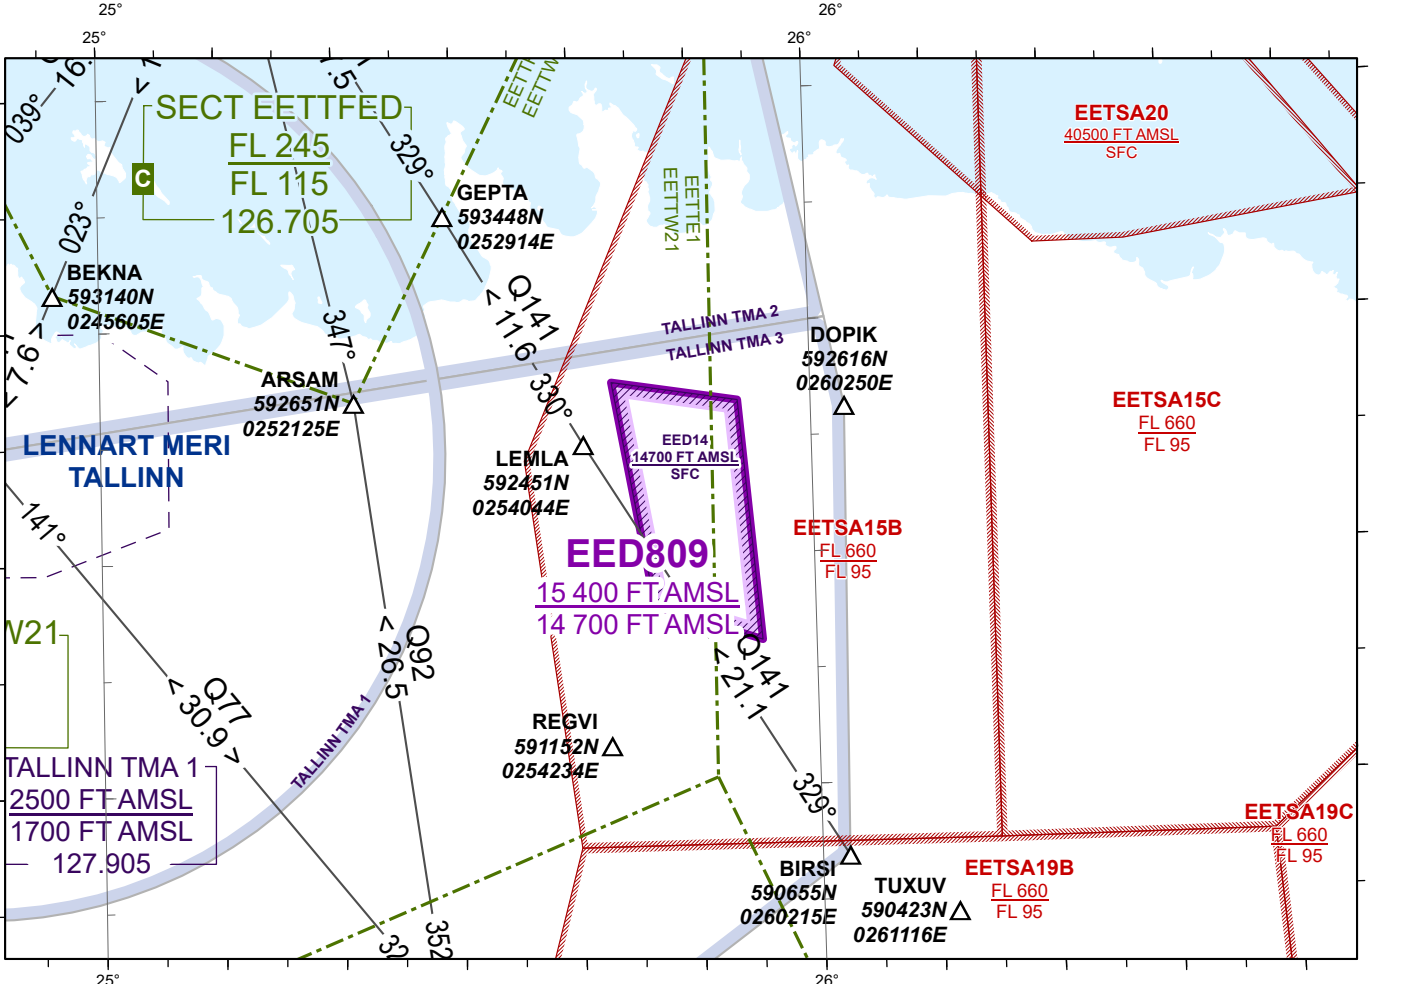 25°
26°
25°
26°
039°
16.
7.5
SECT EETTFED
FL 245
FL 115
126.705
C
023°
329°
EETTW
EETTE1
EETTW21
GEPTA
593448N
0252914E
BEKNA
593140N
0245605E
< 7.6 >
347°
Q141
< 11.6
330°
TALLINN TMA 2
TALLINN TMA 3
ARSAM
592651N
0252125E
DOPIK
592616N
0260250E
LENNART MERI
TALLINN
LEMLA
592451N
0254044E
EED14
14700 FT AMSL
SFC
EED809
15 400 FT AMSL
14 700 FT AMSL
EETSA20
40500 FT AMSL
SFC
EETSA15C
FL 660
FL 95
EETSA15B
FL 660
FL 95
141°
W21
Q92
< 26.5
Q77
< 30.9 >
TALLINN TMA 1
Q141
< 21.1
329°
REGVI
591152N
0254234E
TALLINN TMA 1
2500 FT AMSL
1700 FT AMSL
127.905
EETSA19C
FL 660
FL 95
BIRSI
590655N
0260215E
TUXUV
590423N
0261116E
EETSA19B
FL 660
FL 95
32
352
25°
26°